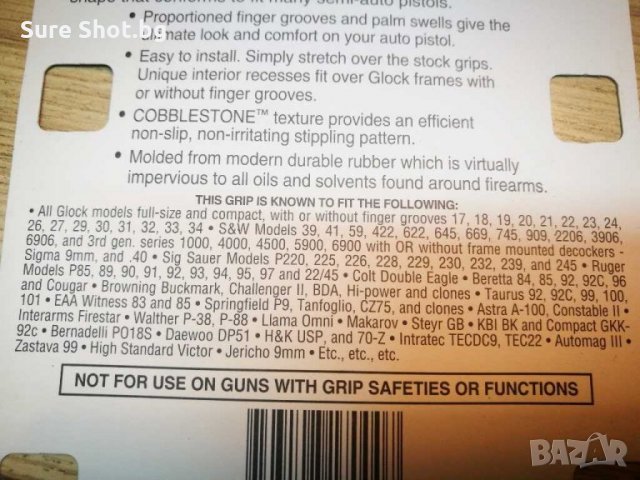 shape that conforms to fit many semi-auto pistols.
Sure Shot.bg
• Proportioned finger grooves and palm swells give the
ultimate look and comfort on your auto pistol.
• Easy to install. Simply stretch over the stock grips.
Unique interior recesses fit over Glock frames with
or without finger grooves.
• COBBLESTONE™ texture provides an efficient
non-slip, non-irritating stippling pattern.
• Molded from modern durable rubber which is virtually
impervious to all oils and solvents found around firearms.
THIS GRIP IS KNOWN TO FIT THE FOLLOWING:
• All Glock models full-size and compact, with or without finger grooves 17, 18, 19, 20, 21, 22, 23, 24,
26, 27, 29, 30, 31, 32, 33, 34 • S&W Models 39, 41, 59, 422, 622, 645, 669, 745, 909, 2206, 3906,
6906, and 3rd gen. series 1000, 4000, 4500, 5900, 6900 with OR without frame mounted decockers -
Sigma 9mm, and .40 • Sig Sauer Models P220, 225, 226, 228, 229, 230, 232, 239, and 245 • Ruger
Models P85, 89, 90, 91, 92, 93, 94, 95, 97 and 22/45 • Colt Double Eagle • Beretta 84, 85, 92, 92C, 96
and Cougar • Browning Buckmark, Challenger II, BDA, Hi-power and clones • Taurus 92, 92C, 99, 100,
101 • EAA Witness 83 and 85 • Springfield P9, Tanfoglio, CZ75, and clones • Astra A-100, Constable II •
Interarms Firestar • Walther P-38, P-88 • Llama Omni • Makarov • Steyr GB • KBI BK and Compact GKK-
92c • Bernadelli PO18S • Daewoo DP51 • H&K USP, and 70-Z • Intratec TECDC9, TEC22 • Automag III •
Zastava 99 • High Standard Victor • Jericho 9mm • Etc., etc., etc.
NOT FOR USE ON GUNS WITH GRIP SAFETIES OR FUNCTIONS
BAZAR